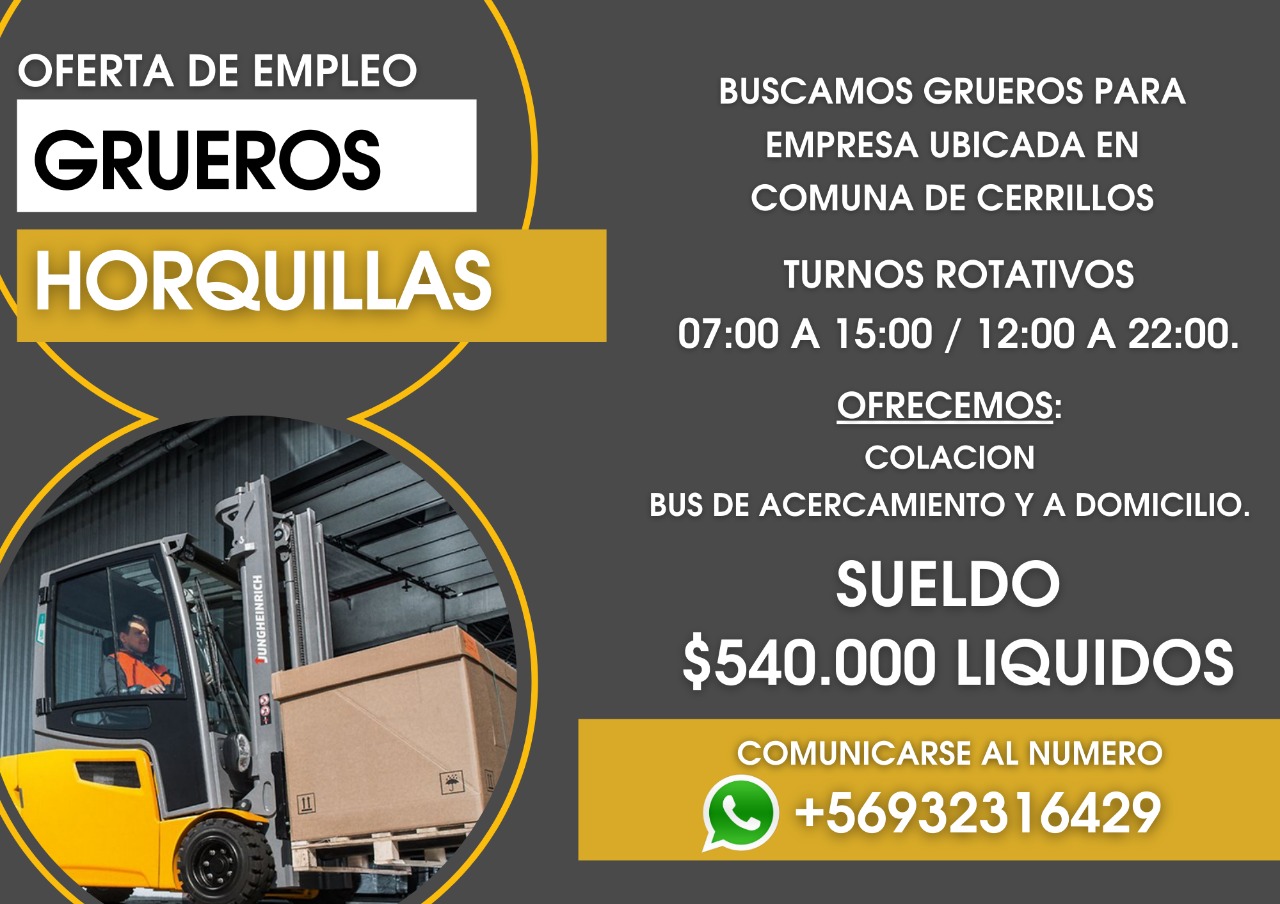 OFERTA DE EMPLEO
GRUEROS
HORQUILLAS
JUNGHEINRICH
BUSCAMOS GRUEROS PARA
EMPRESA UBICADA EN
COMUNA DE CERRILLOS
TURNOS ROTATIVOS
07:00 A 15:00 / 12:00 A 22:00.
OFRECEMOS:
COLACION
BUS DE ACERCAMIENTO Y A DOMICILIO.
SUELDO
$540.000 LIQUIDOS
COMUNICARSE AL NUMERO
+56932316429